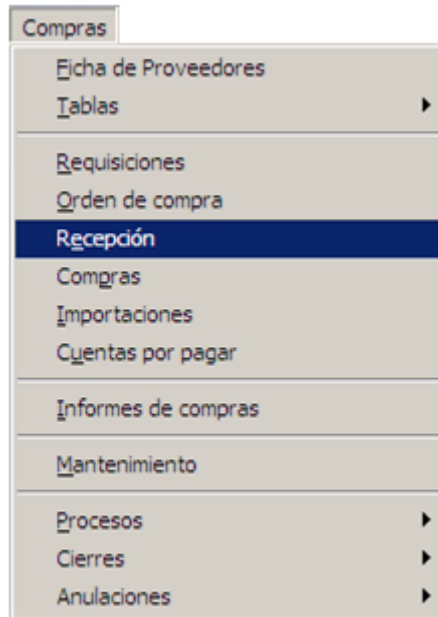 Compras
Ficha de Proveedores
Tablas
Requisiciones
Orden de compra
Recepción
Compras
Importaciones
Cuentas por pagar
Informes de compras
Mantenimiento
Procesos
Cierres
Anulaciones